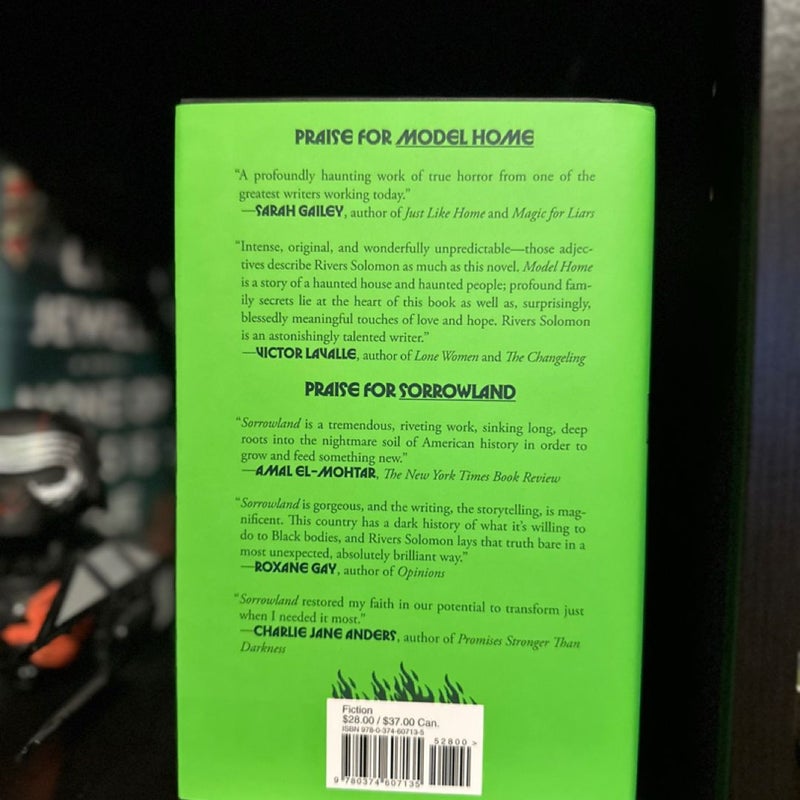 PRAISE FOR MODEL HOME
“A profoundly haunting work of true horror from one of the
greatest writers working today.”
—SARAH GAILEY, author of Just Like Home and Magic for Liars
“Intense, original, and wonderfully unpredictable—those adjec-
tives describe Rivers Solomon as much as this novel. Model Home
is a story of a haunted house and haunted people; profound fam-
ily secrets lie at the heart of this book as well as, surprisingly,
blessedly meaningful touches of love and hope. Rivers Solomon
is an astonishingly talented writer.”
—VICTOR LAVALLE, author of Lone Women and The Changeling
PRAISE FOR SORROWLAND
“Sorrowland is a tremendous, riveting work, sinking long, deep
roots into the nightmare soil of American history in order to
grow and feed something new.”
—AMAL EL-MOHTAR, The New York Times Book Review
“Sorrowland is gorgeous, and the writing, the storytelling, is mag-
nificent. This country has a dark history of what it’s willing to
do to Black bodies, and Rivers Solomon lays that truth bare in a
most unexpected, absolutely brilliant way.”
—ROXANE GAY, author of Opinions
“Sorrowland restored my faith in our potential to transform just
when I needed it most.”
—CHARLIE JANE ANDERS, author of Promises Stronger Than
Darkness
Fiction
$28.00 / $37.00 Can.
ISBN 978-0-374-60713-5
52800 >
9 780374 607135